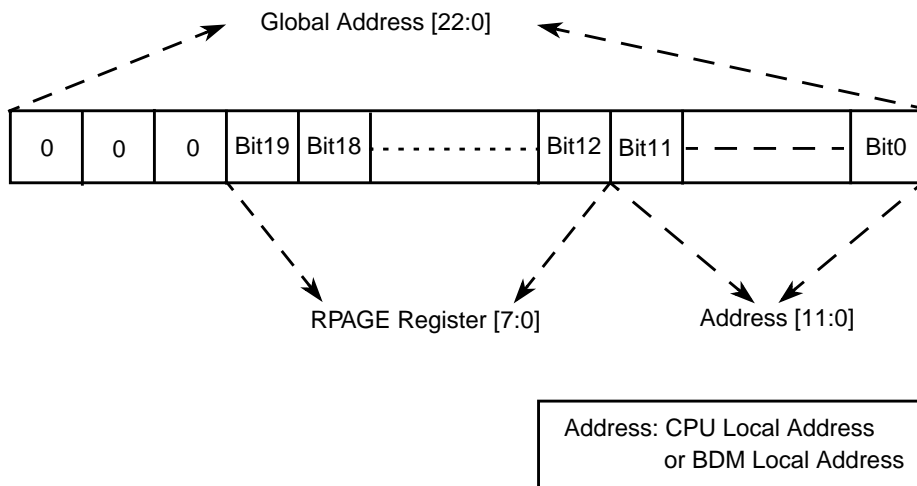 Global Address [22:0]
0 0 0 Bit19 Bit18 Bit12 Bit11 Bit0
RPAGE Register [7:0] Address [11:0]
Address: CPU Local Address
or BDM Local Address